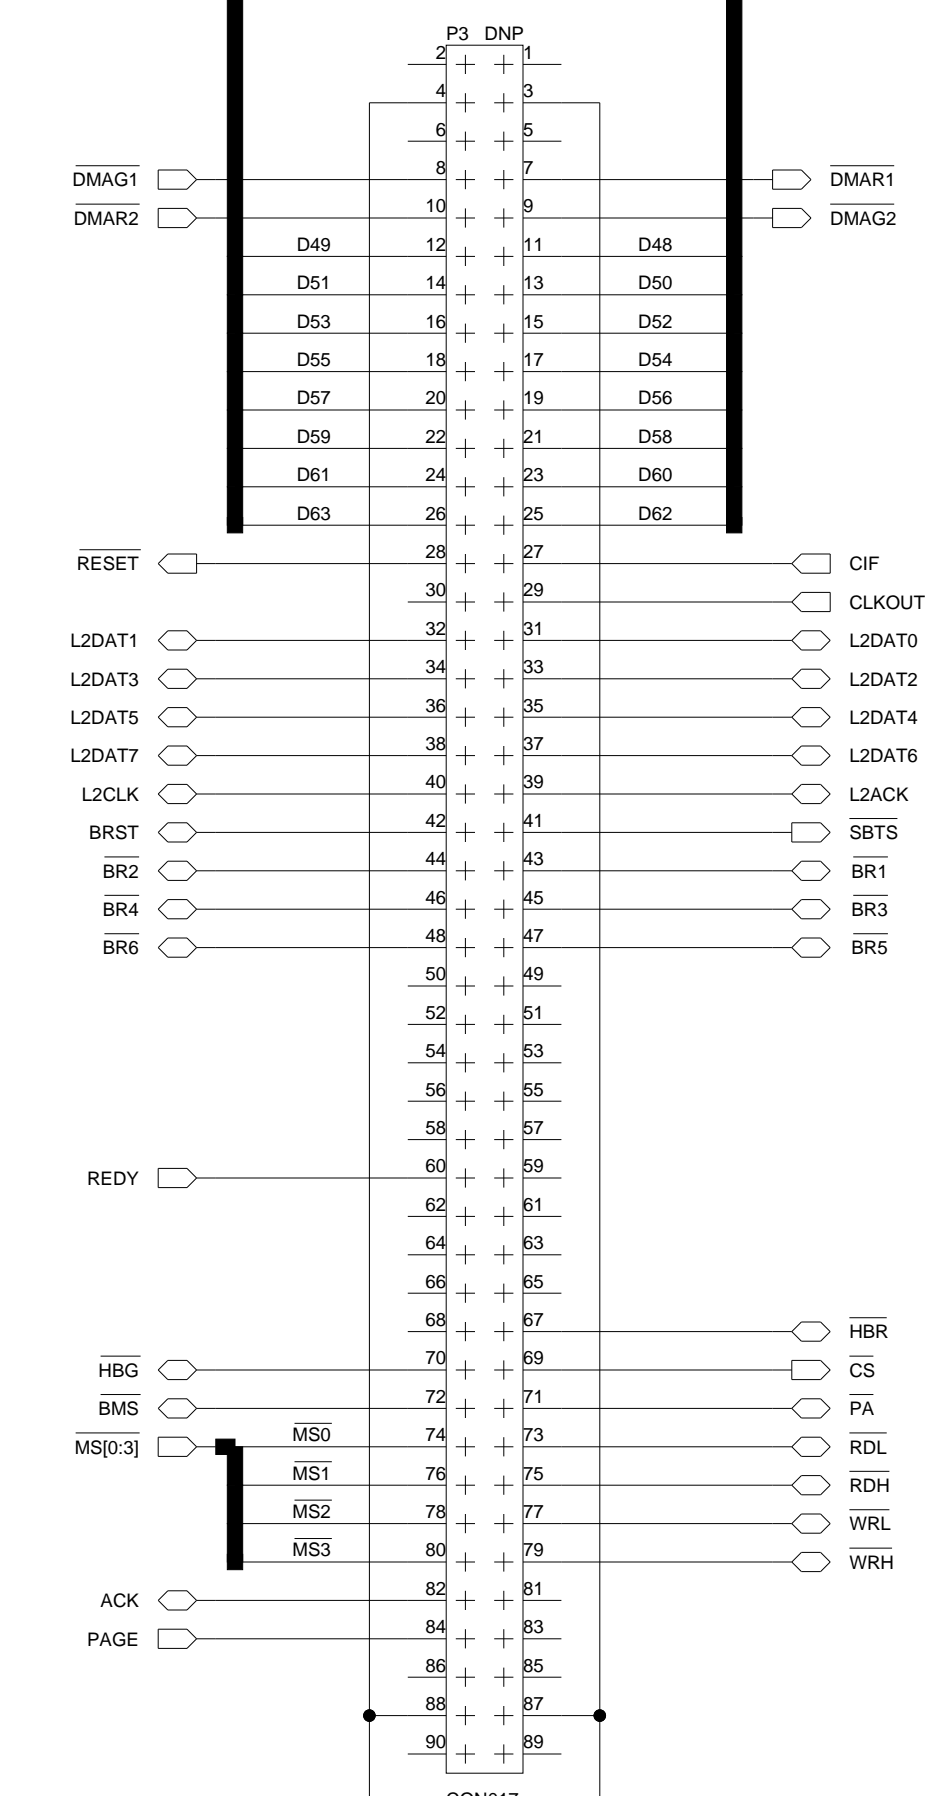 P3 DNP
2 1
4 3
6 5
DMAG1 8 7 DMAR1
DMAR2 10 9 DMAG2
D49 12 11 D48
D51 14 13 D50
D53 16 15 D52
D55 18 17 D54
D57 20 19 D56
D59 22 21 D58
D61 24 23 D60
D63 26 25 D62
RESET 28 27 CIF
30 29 CLKOUT
L2DAT1 32 31 L2DAT0
L2DAT3 34 33 L2DAT2
L2DAT5 36 35 L2DAT4
L2DAT7 38 37 L2DAT6
L2CLK 40 39 L2ACK
BRST 42 41 SBTS
BR2 44 43 BR1
BR4 46 45 BR3
BR6 48 47 BR5
50 49
52 51
54 53
56 55
58 57
REDY 60 59
62 61
64 63
66 65
68 67 HBR
HBG 70 69 CS
BMS 72 71 PA
MS[0:3] MS0 74 73 RDL
MS1 76 75 RDH
MS2 78 77 WRL
MS3 80 79 WRH
ACK 82 81
PAGE 84 83
86 85
88 87
90 89